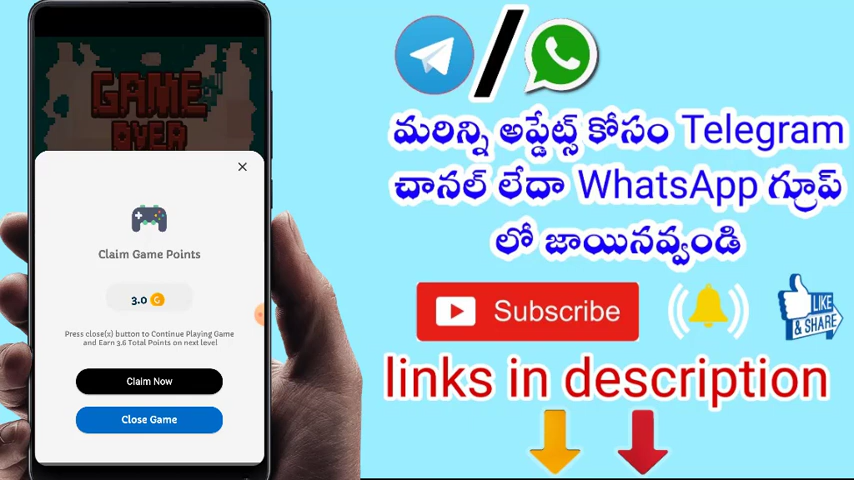 GAME
OVER
Claim Game Points
3.0 G
Press close(x) button to Continue Playing Game
and Earn 3.6 Total Points on next level
Claim Now
Close Game
మరిన్ని అప్డేట్స్ కోసం Telegram
చానల్ లేదా WhatsApp గ్రూప్
లో జాయినవ్వండి
Subscribe
LIKE
& SHARE
links in description